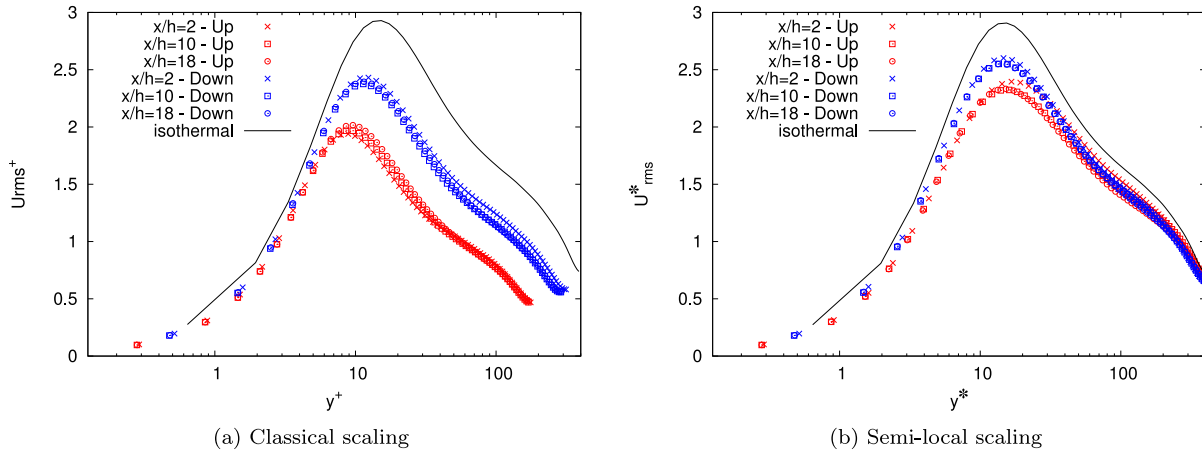 3
2.5
2
1.5
1
0.5
0
Urms+
x/h=2 - Up
x/h=10 - Up
x/h=18 - Up
x/h=2 - Down
x/h=10 - Down
x/h=18 - Down
isothermal
1 10 100
y+
(a) Classical scaling
3
2.5
2
1.5
1
0.5
0
U*rms
x/h=2 - Up
x/h=10 - Up
x/h=18 - Up
x/h=2 - Down
x/h=10 - Down
x/h=18 - Down
isothermal
1 10 100
y*
(b) Semi-local scaling